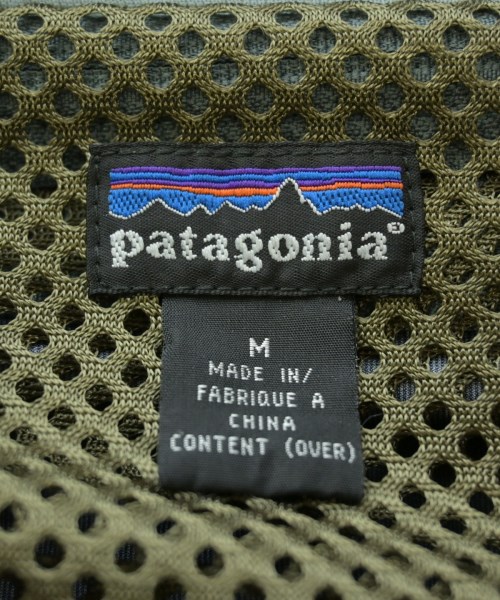 patagonia®
M
MADE IN/
FABRIQUE A
CHINA
CONTENT (OVER)